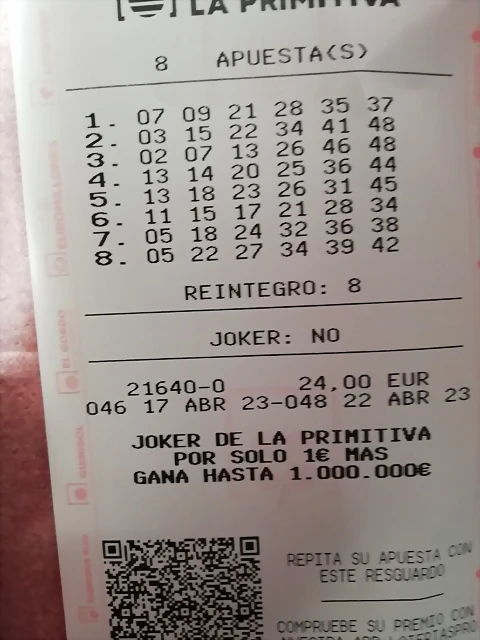 LA PRIMITIVA
8 APUESTA(S)
1. 07 09 21 28 35 37
2. 03 15 22 34 41 48
3. 02 07 13 26 46 48
4. 13 14 20 25 36 44
5. 13 18 23 26 31 45
6. 11 15 17 21 28 34
7. 05 18 24 32 36 38
8. 05 22 27 34 39 42
REINTEGRO: 8
JOKER: NO
21640-0 24,00 EUR
046 17 ABR 23-048 22 ABR 23
JOKER DE LA PRIMITIVA
POR SOLO 1€ MAS
GANA HASTA 1.000.000€
REPITA SU APUESTA CON
ESTE RESGUARDO
COMPRUEBE SU PREMIO CON
EUROMILLONES
EL GORDO
QUINIGOL